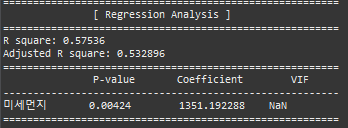 ================================================
[ Regression Analysis ]
================================================
R square: 0.57536
Adjusted R square: 0.532896
================================================
P-value Coefficient VIF
------------------------------------------------
미세먼지 0.00424 1351.192288 NaN
================================================